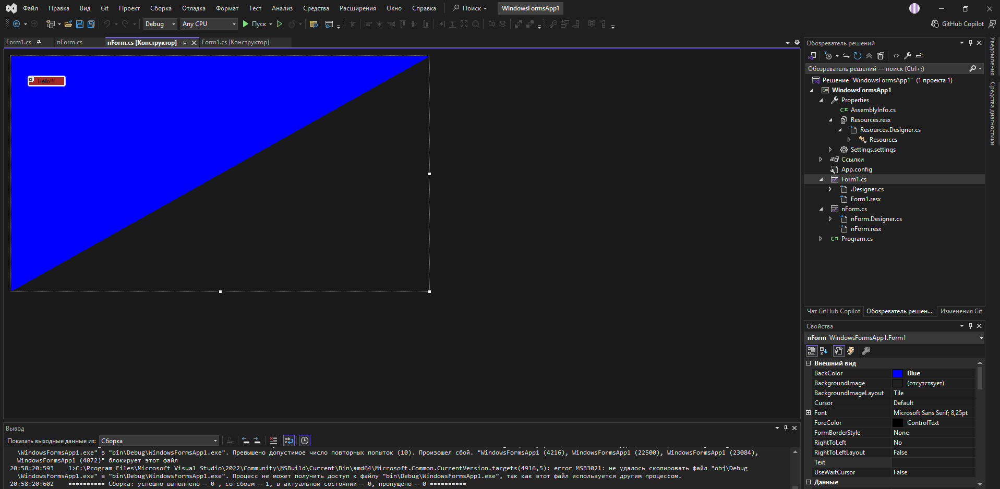 Файл Правка Вид Git Проект Сборка Отладка Формат Тест Анализ Средства Расширения Окно Справка Поиск WindowsFormsApp1
Debug Any CPU Пуск GitHub Copilot
Form1.cs nForm.cs nForm.cs [Конструктор] Form1.cs [Конструктор]
Hello!!!
Обозреватель решений
Обозреватель решений — поиск (Ctrl+;)
Решение "WindowsFormsApp1" (1 проекта 1)
WindowsFormsApp1
Properties
C# AssemblyInfo.cs
Resources.resx
Resources.Designer.cs
Resources
Settings.settings
Ссылки
App.config
Form1.cs
.Designer.cs
Form1.resx
nForm.cs
nForm.Designer.cs
nForm.resx
C# Program.cs
Чат GitHub Copilot Обозреватель решен... Изменения Git
Уведомления
Средства диагностики
Свойства
nForm WindowsFormsApp1.Form1
Внешний вид
BackColor Blue
BackgroundImage (отсутствует)
BackgroundImageLayout Tile
Cursor Default
Font Microsoft Sans Serif; 8,25pt
ForeColor ControlText
FormBorderStyle None
RightToLeft No
RightToLeftLayout False
Text
UseWaitCursor False
Данные
Вывод
Показать выходные данные из: Сборка
\WindowsFormsApp1.exe" в "bin\Debug\WindowsFormsApp1.exe". Превышено допустимое число повторных попыток (10). Произошел сбой. "WindowsFormsApp1 (4216), WindowsFormsApp1 (22500), WindowsFormsApp1 (23084),
WindowsFormsApp1 (4072)" блокирует этот файл
20:58:20:593 1>C:\Program Files\Microsoft Visual Studio\2022\Community\MSBuild\Current\Bin\amd64\Microsoft.Common.CurrentVersion.targets(4916,5): error MSB3021: не удалось скопировать файл "obj\Debug
\WindowsFormsApp1.exe" в "bin\Debug\WindowsFormsApp1.exe". Процесс не может получить доступ к файлу "bin\Debug\WindowsFormsApp1.exe", так как этот файл используется другим процессом.
20:58:20:602 ========== Сборка: успешно выполнено — 0 , со сбоем — 1, в актуальном состоянии — 0, пропущено — 0 ==========